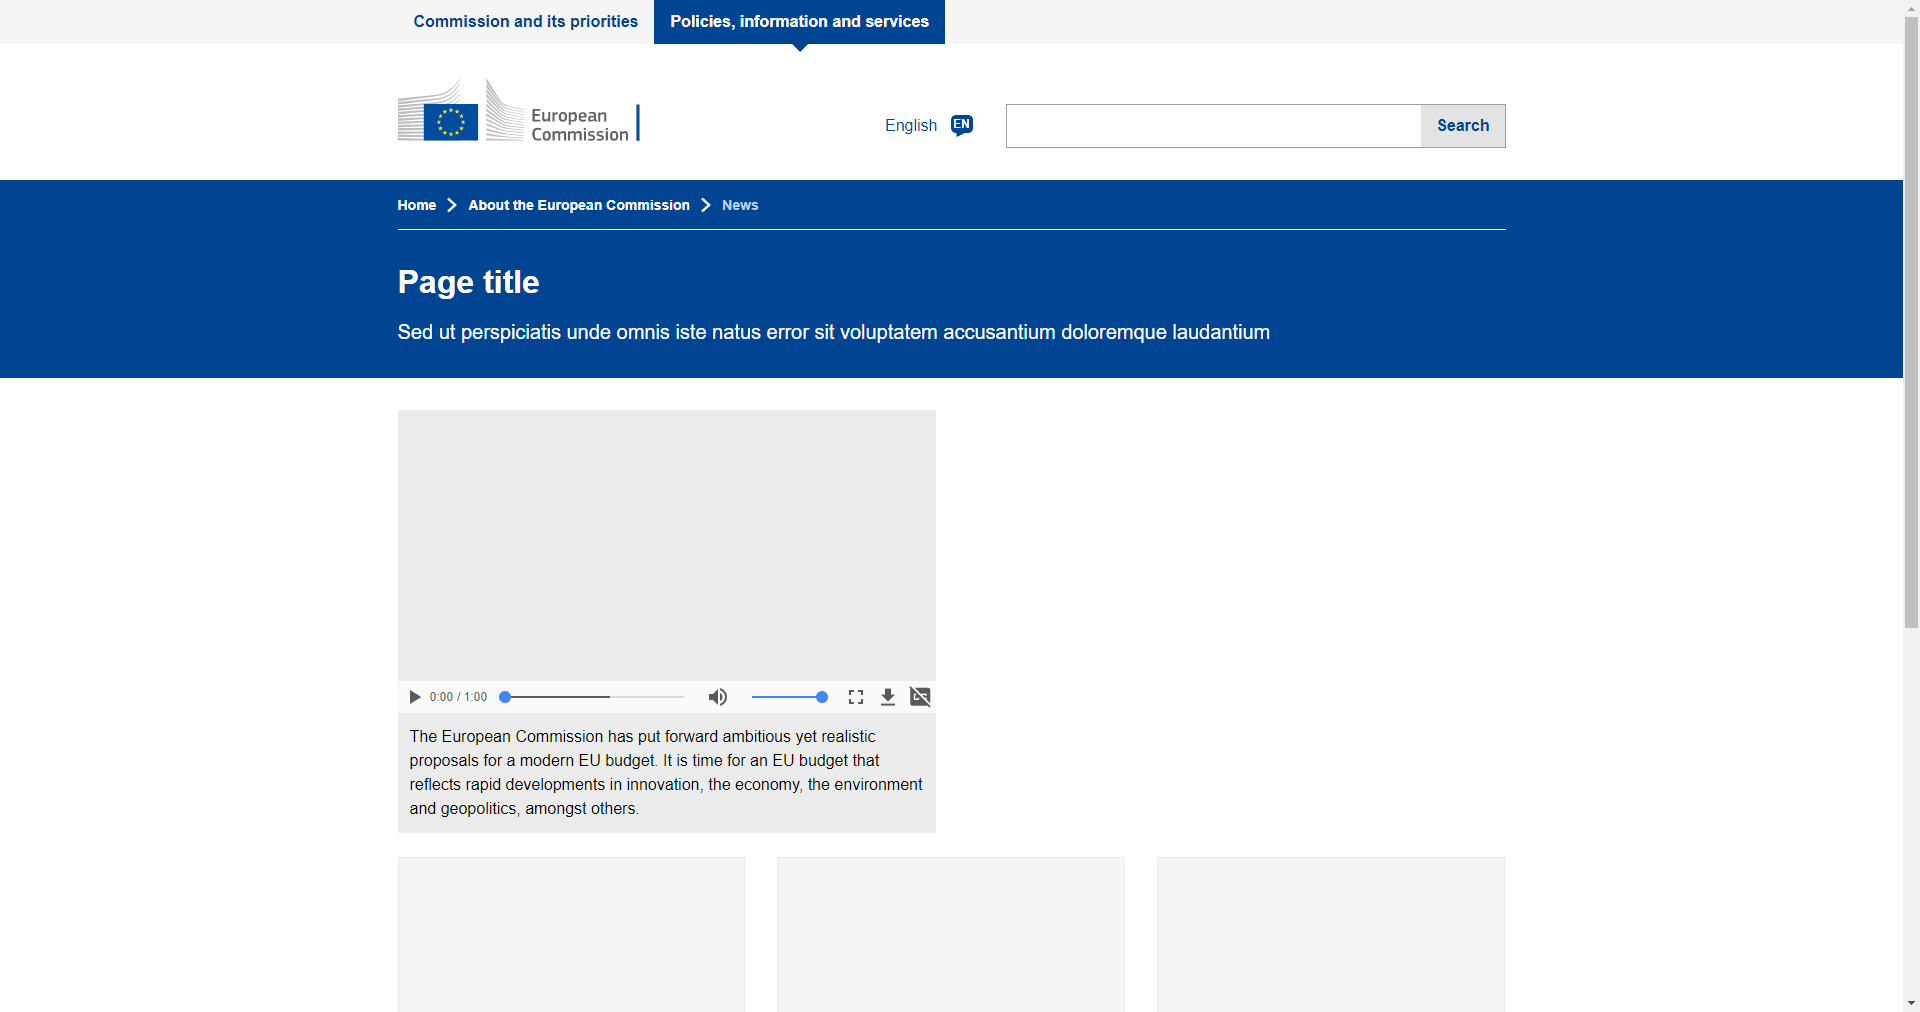 Commission and its priorities
Policies, information and services
European
Commission
English EN
Search
Home About the European Commission News
Page title
Sed ut perspiciatis unde omnis iste natus error sit voluptatem accusantium doloremque laudantium
0:00 / 1:00
The European Commission has put forward ambitious yet realistic
proposals for a modern EU budget. It is time for an EU budget that
reflects rapid developments in innovation, the economy, the environment
and geopolitics, amongst others.